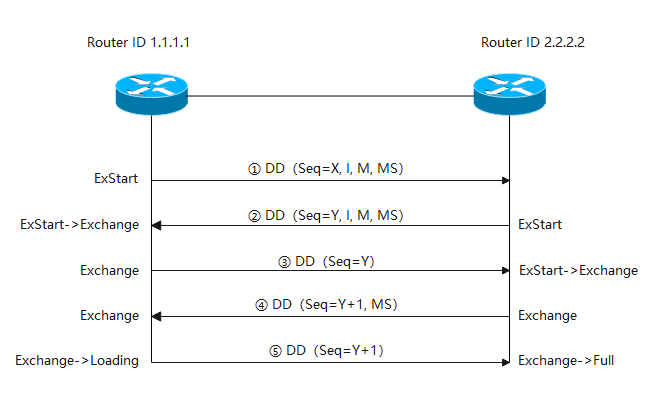 Router ID 1.1.1.1
Router ID 2.2.2.2
① DD（Seq=X, I, M, MS）
ExStart
② DD（Seq=Y, I, M, MS）
ExStart->Exchange
ExStart
③ DD（Seq=Y）
Exchange
ExStart->Exchange
④ DD（Seq=Y+1, MS）
Exchange
Exchange
⑤ DD（Seq=Y+1）
Exchange->Loading
Exchange->Full